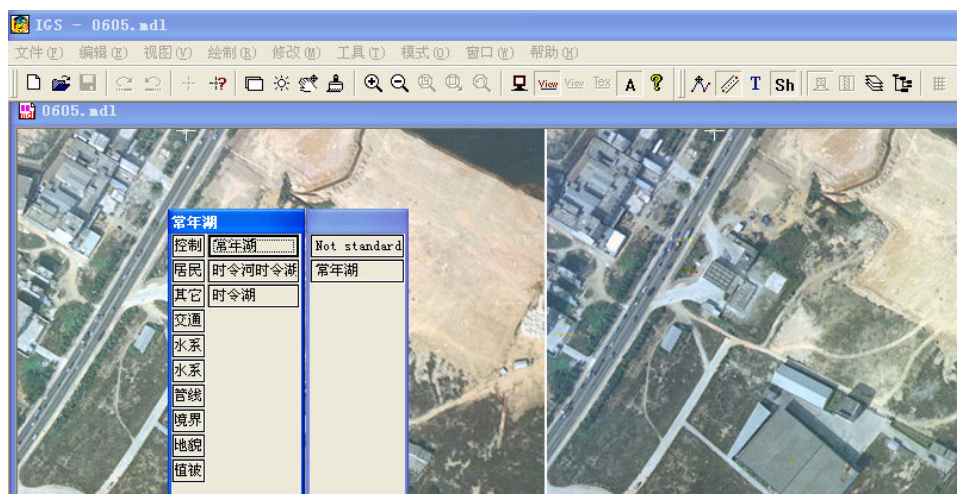 IGS - 0605.mdl
文件(F) 编辑(E) 视图(V) 绘制(R) 修改(M) 工具(T) 模式(O) 窗口(W) 帮助(H)
View View Tex A ? T Sh
0605.mdl
常年湖
控制 常年湖 Not standard
居民 时令河时令湖 常年湖
其它 时令湖
交通
水系
水系
管线
境界
地貌
植被